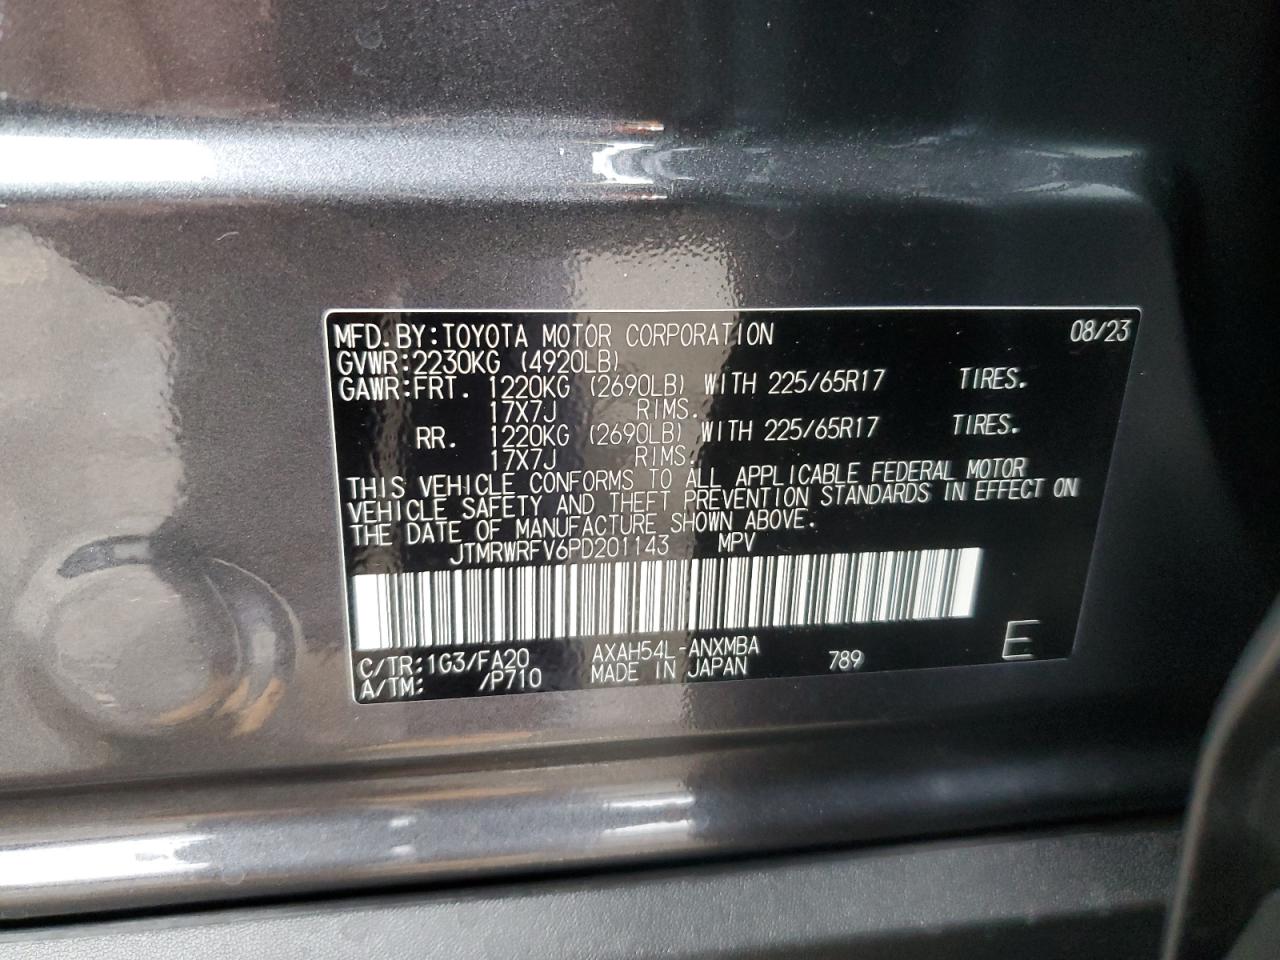 MFD.BY:TOYOTA MOTOR CORPORATION 08/23
GVWR:2230KG (4920LB)
GAWR:FRT. 1220KG (2690LB) WITH 225/65R17 TIRES.
17X7J RIMS.
RR. 1220KG (2690LB) WITH 225/65R17 TIRES.
17X7J RIMS.
THIS VEHICLE CONFORMS TO ALL APPLICABLE FEDERAL MOTOR
VEHICLE SAFETY AND THEFT PREVENTION STANDARDS IN EFFECT ON
THE DATE OF MANUFACTURE SHOWN ABOVE.
JTMRWRFV6PD201143 MPV
C/TR:1G3/FA20 AXAH54L-ANXMBA 789 E
A/TM: /P710 MADE IN JAPAN